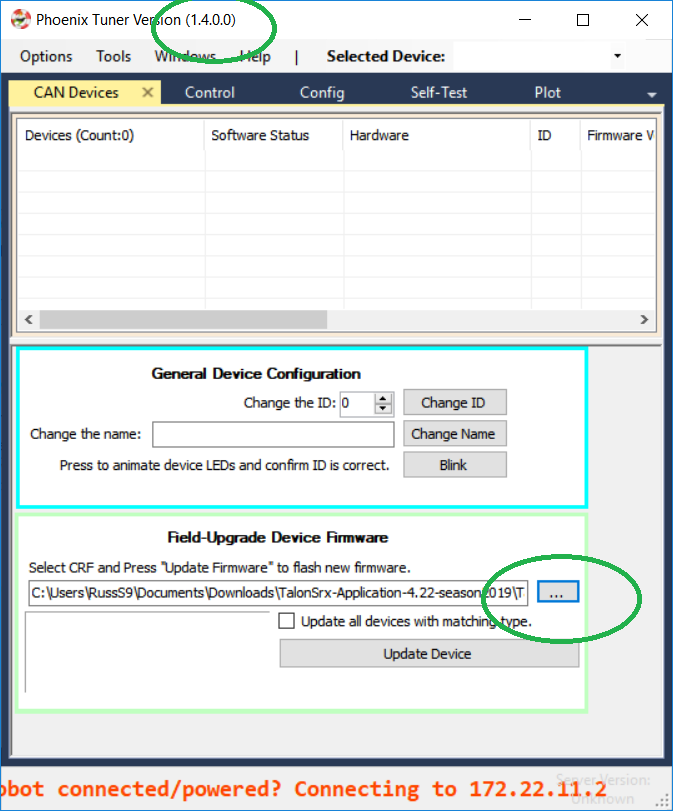 Phoenix Tuner Version (1.4.0.0)
Options Tools Windows Help | Selected Device:
CAN Devices Control Config Self-Test Plot
Devices (Count:0) Software Status Hardware ID Firmware V
General Device Configuration
Change the ID: 0 Change ID
Change the name: Change Name
Press to animate device LEDs and confirm ID is correct. Blink
Field-Upgrade Device Firmware
Select CRF and Press "Update Firmware" to flash new firmware.
C:\Users\RussS9\Documents\Downloads\TalonSrx-Application-4.22-season2019\T ...
Update all devices with matching type.
Update Device
obot connected/powered? Connecting to 172.22.11.2
Server Version:
Unknown